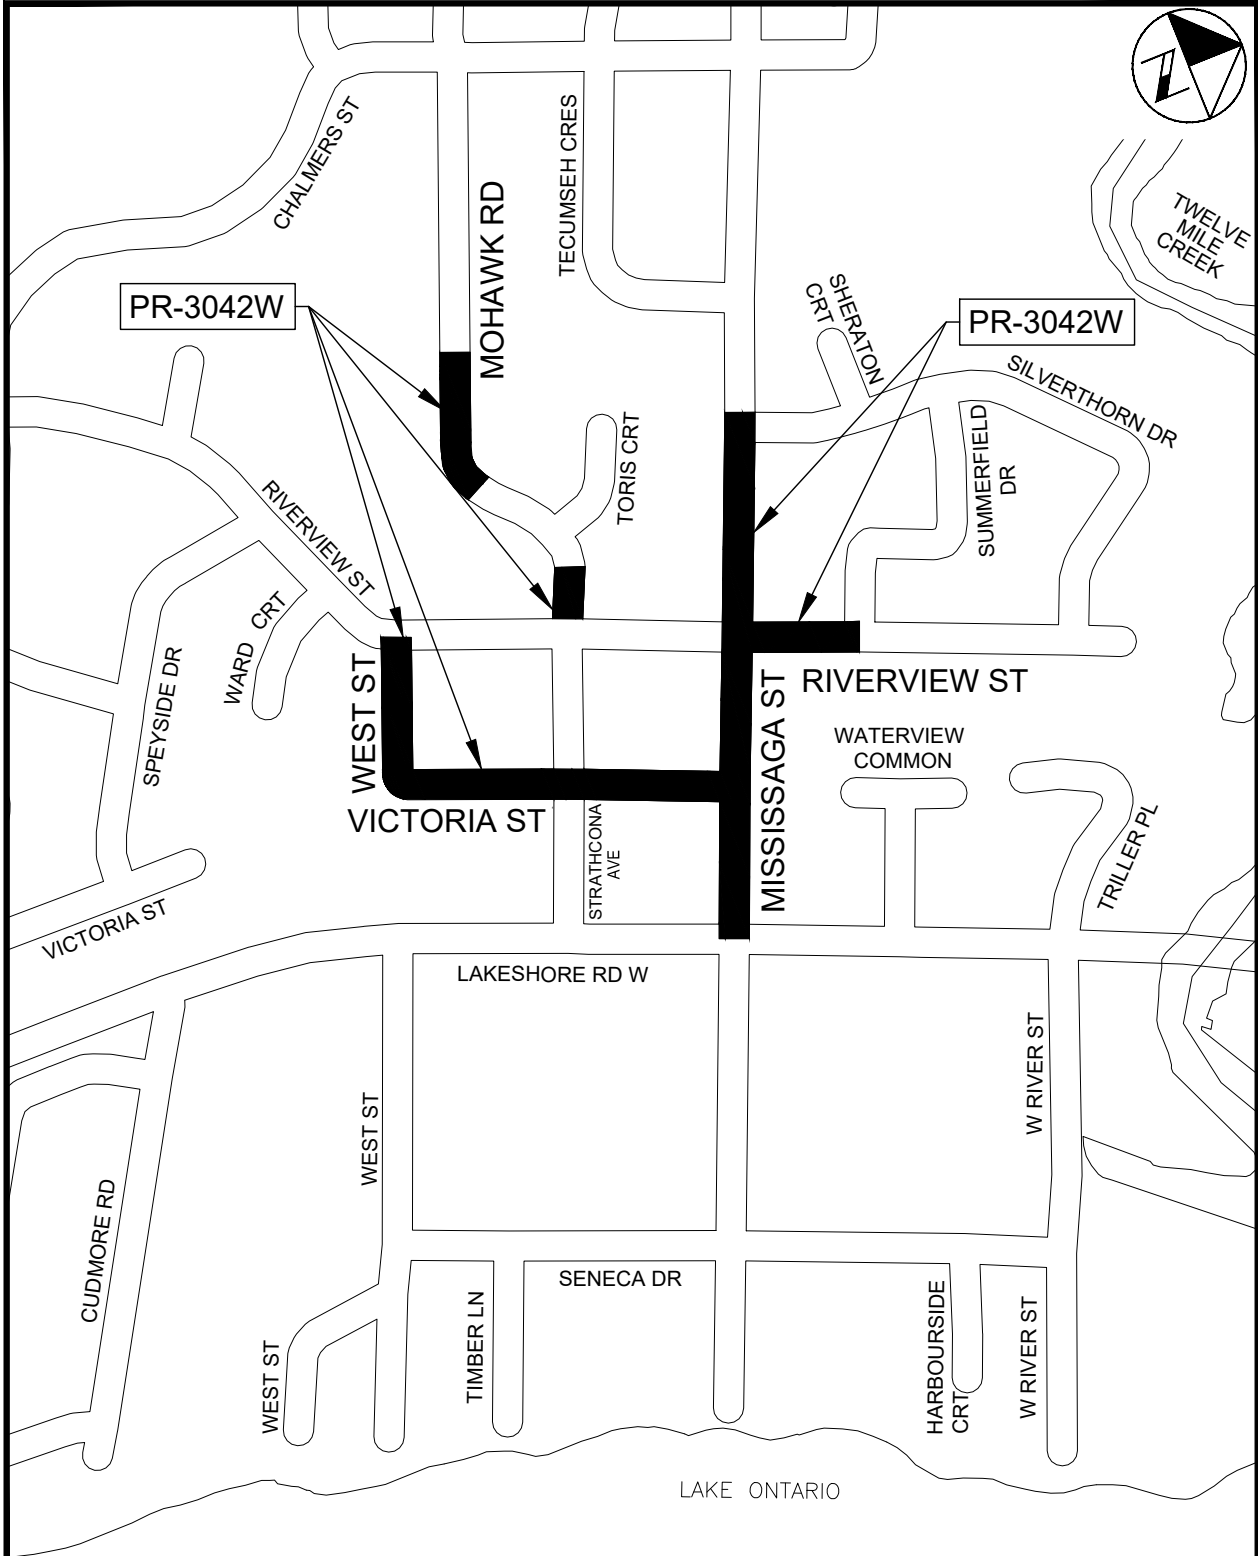 CHALMERS ST
MOHAWK RD
TECUMSEH CRES
TWELVE
MILE
CREEK
PR-3042W
PR-3042W
SHERATON
CRT
SILVERTHORN DR
SUMMERFIELD
DR
TORIS CRT
RIVERVIEW ST
WARD CRT
SPEYSIDE DR
WEST ST
VICTORIA ST
RIVERVIEW ST
MISSISSAGA ST
WATERVIEW
COMMON
STRATHCONA
AVE
TRILLER PL
VICTORIA ST
LAKESHORE RD W
WEST ST
W RIVER ST
CUDMORE RD
SENECA DR
WEST ST
TIMBER LN
HARBOURSIDE
CRT
W RIVER ST
LAKE ONTARIO